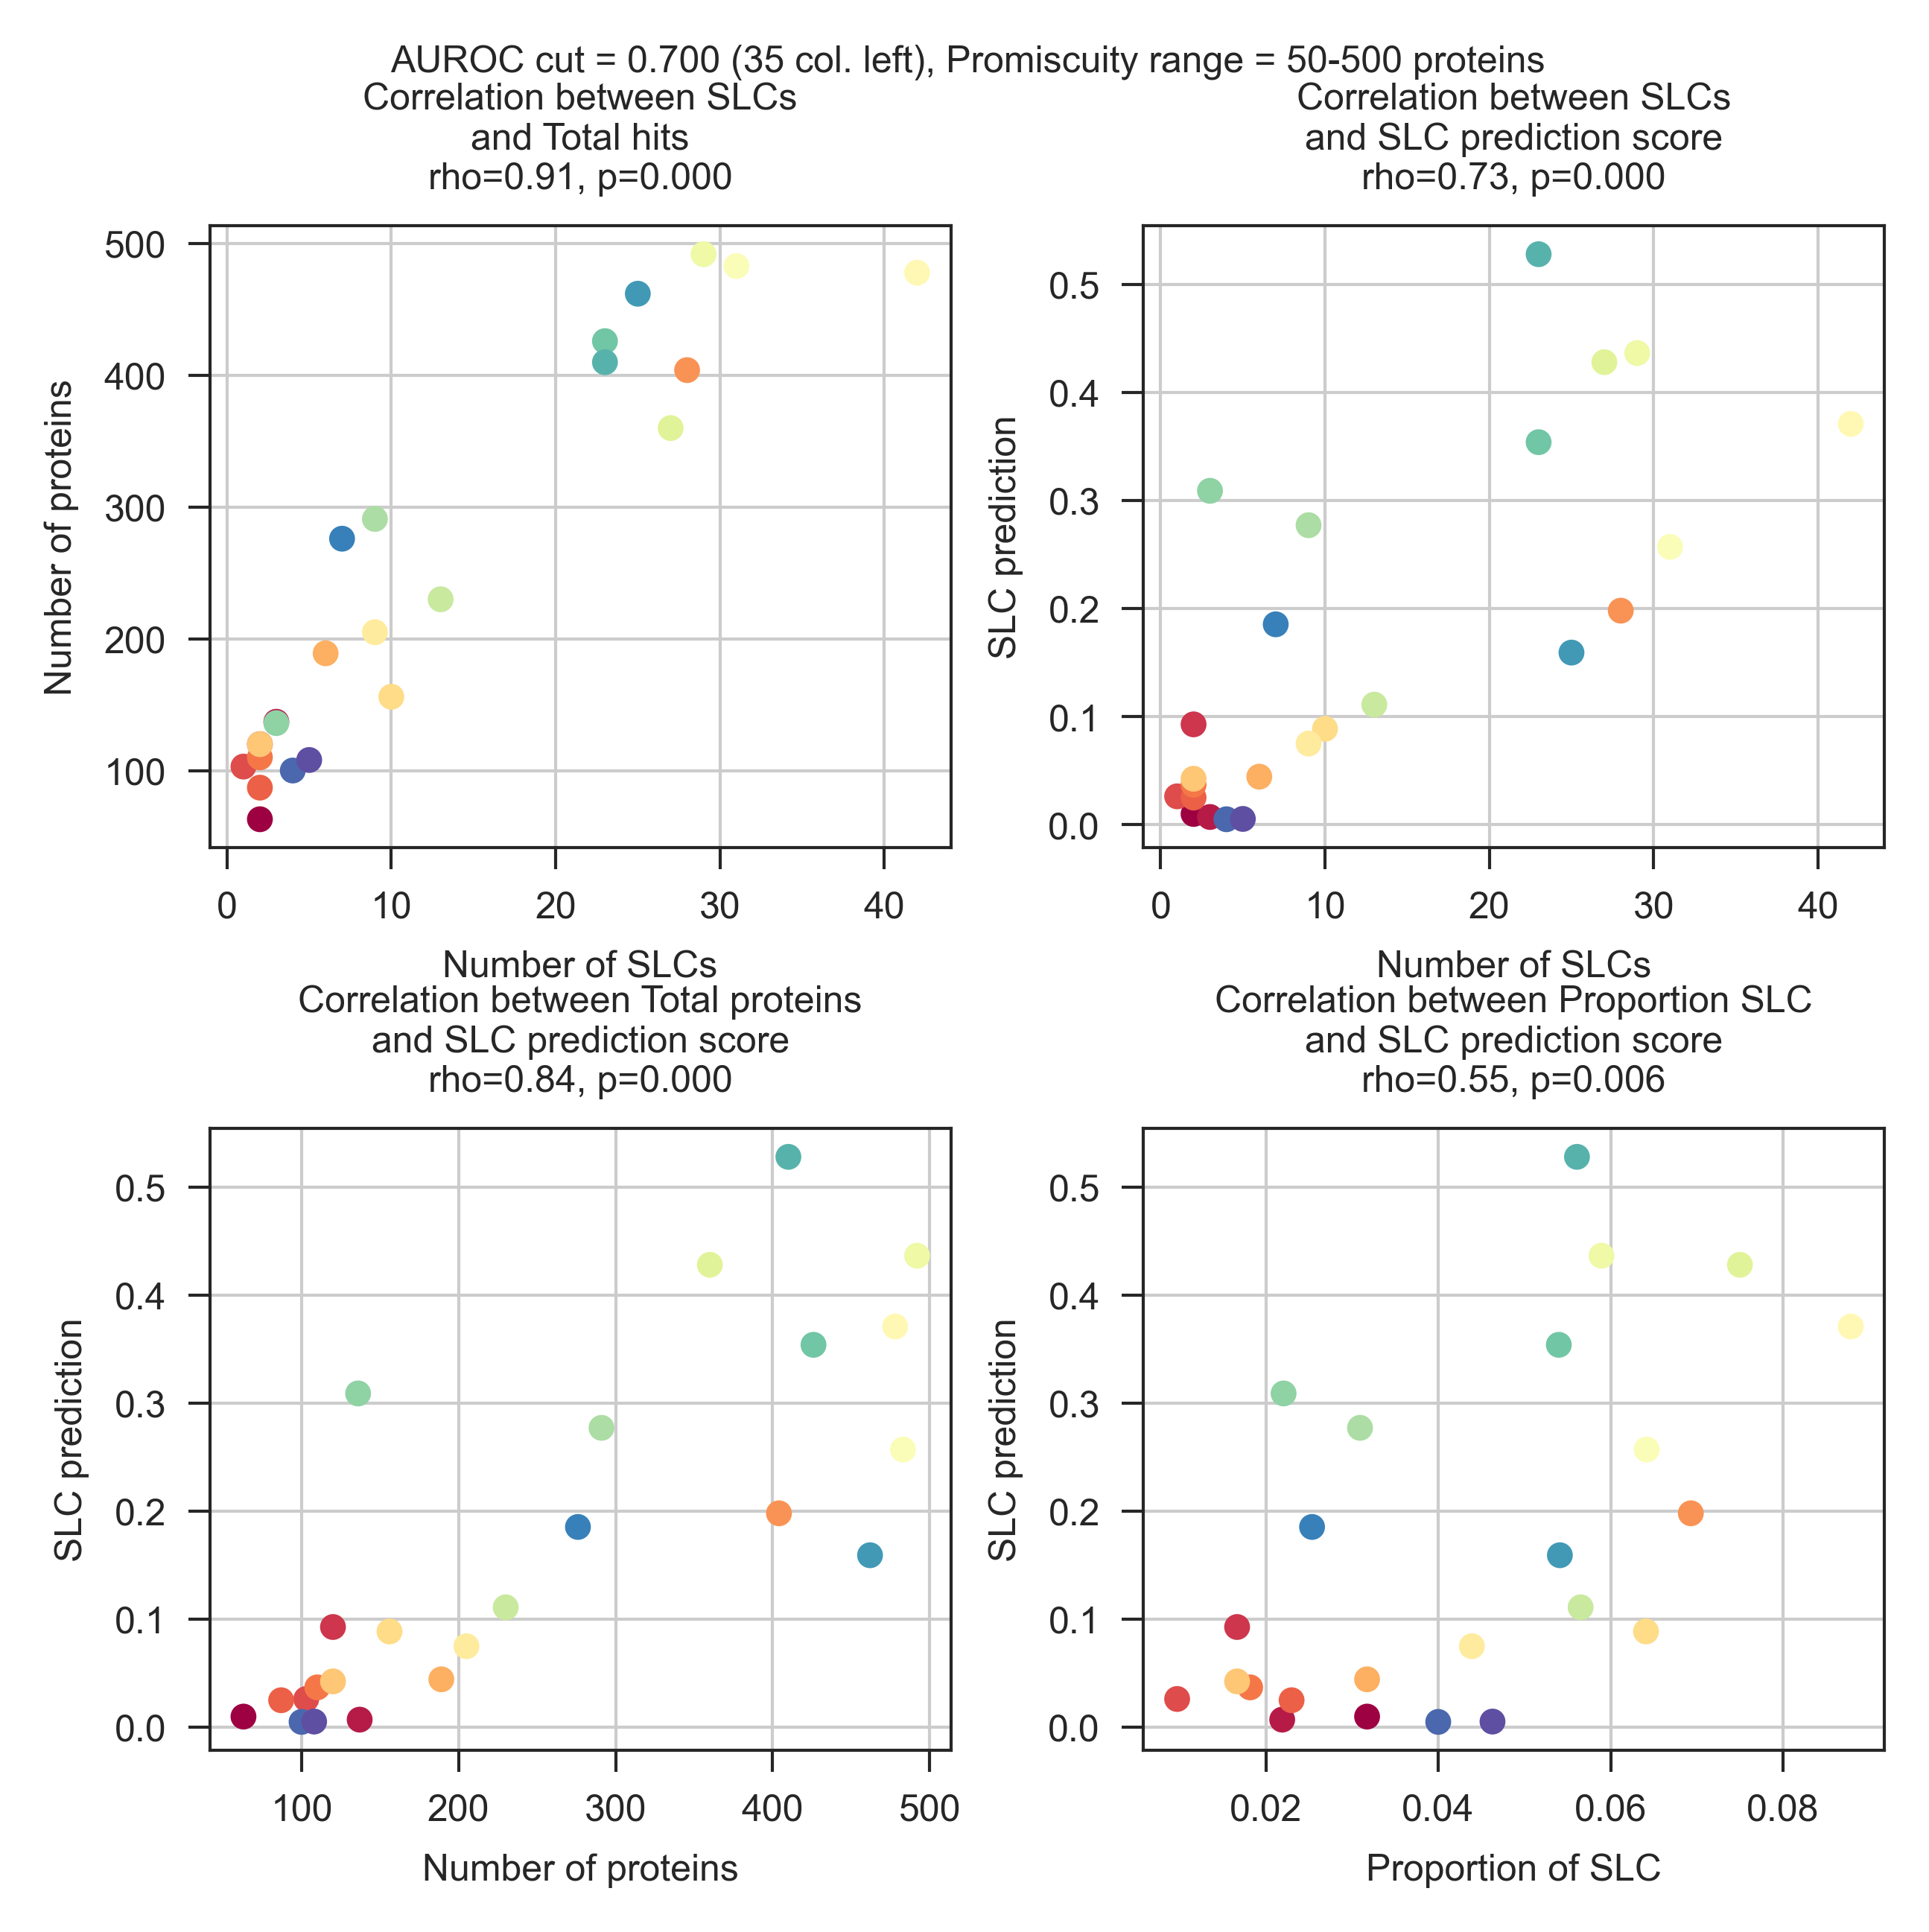 AUROC cut = 0.700 (35 col. left), Promiscuity range = 50-500 proteins
Correlation between SLCs
and Total hits
rho=0.91, p=0.000
500
400
300
200
100
Number of proteins
0 10 20 30 40
Number of SLCs
Correlation between SLCs
and SLC prediction score
rho=0.73, p=0.000
0.5
0.4
0.3
0.2
0.1
0.0
SLC prediction
0 10 20 30 40
Number of SLCs
Correlation between Total proteins
and SLC prediction score
rho=0.84, p=0.000
0.5
0.4
0.3
0.2
0.1
0.0
SLC prediction
100 200 300 400 500
Number of proteins
Correlation between Proportion SLC
and SLC prediction score
rho=0.55, p=0.006
0.5
0.4
0.3
0.2
0.1
0.0
SLC prediction
0.02 0.04 0.06 0.08
Proportion of SLC